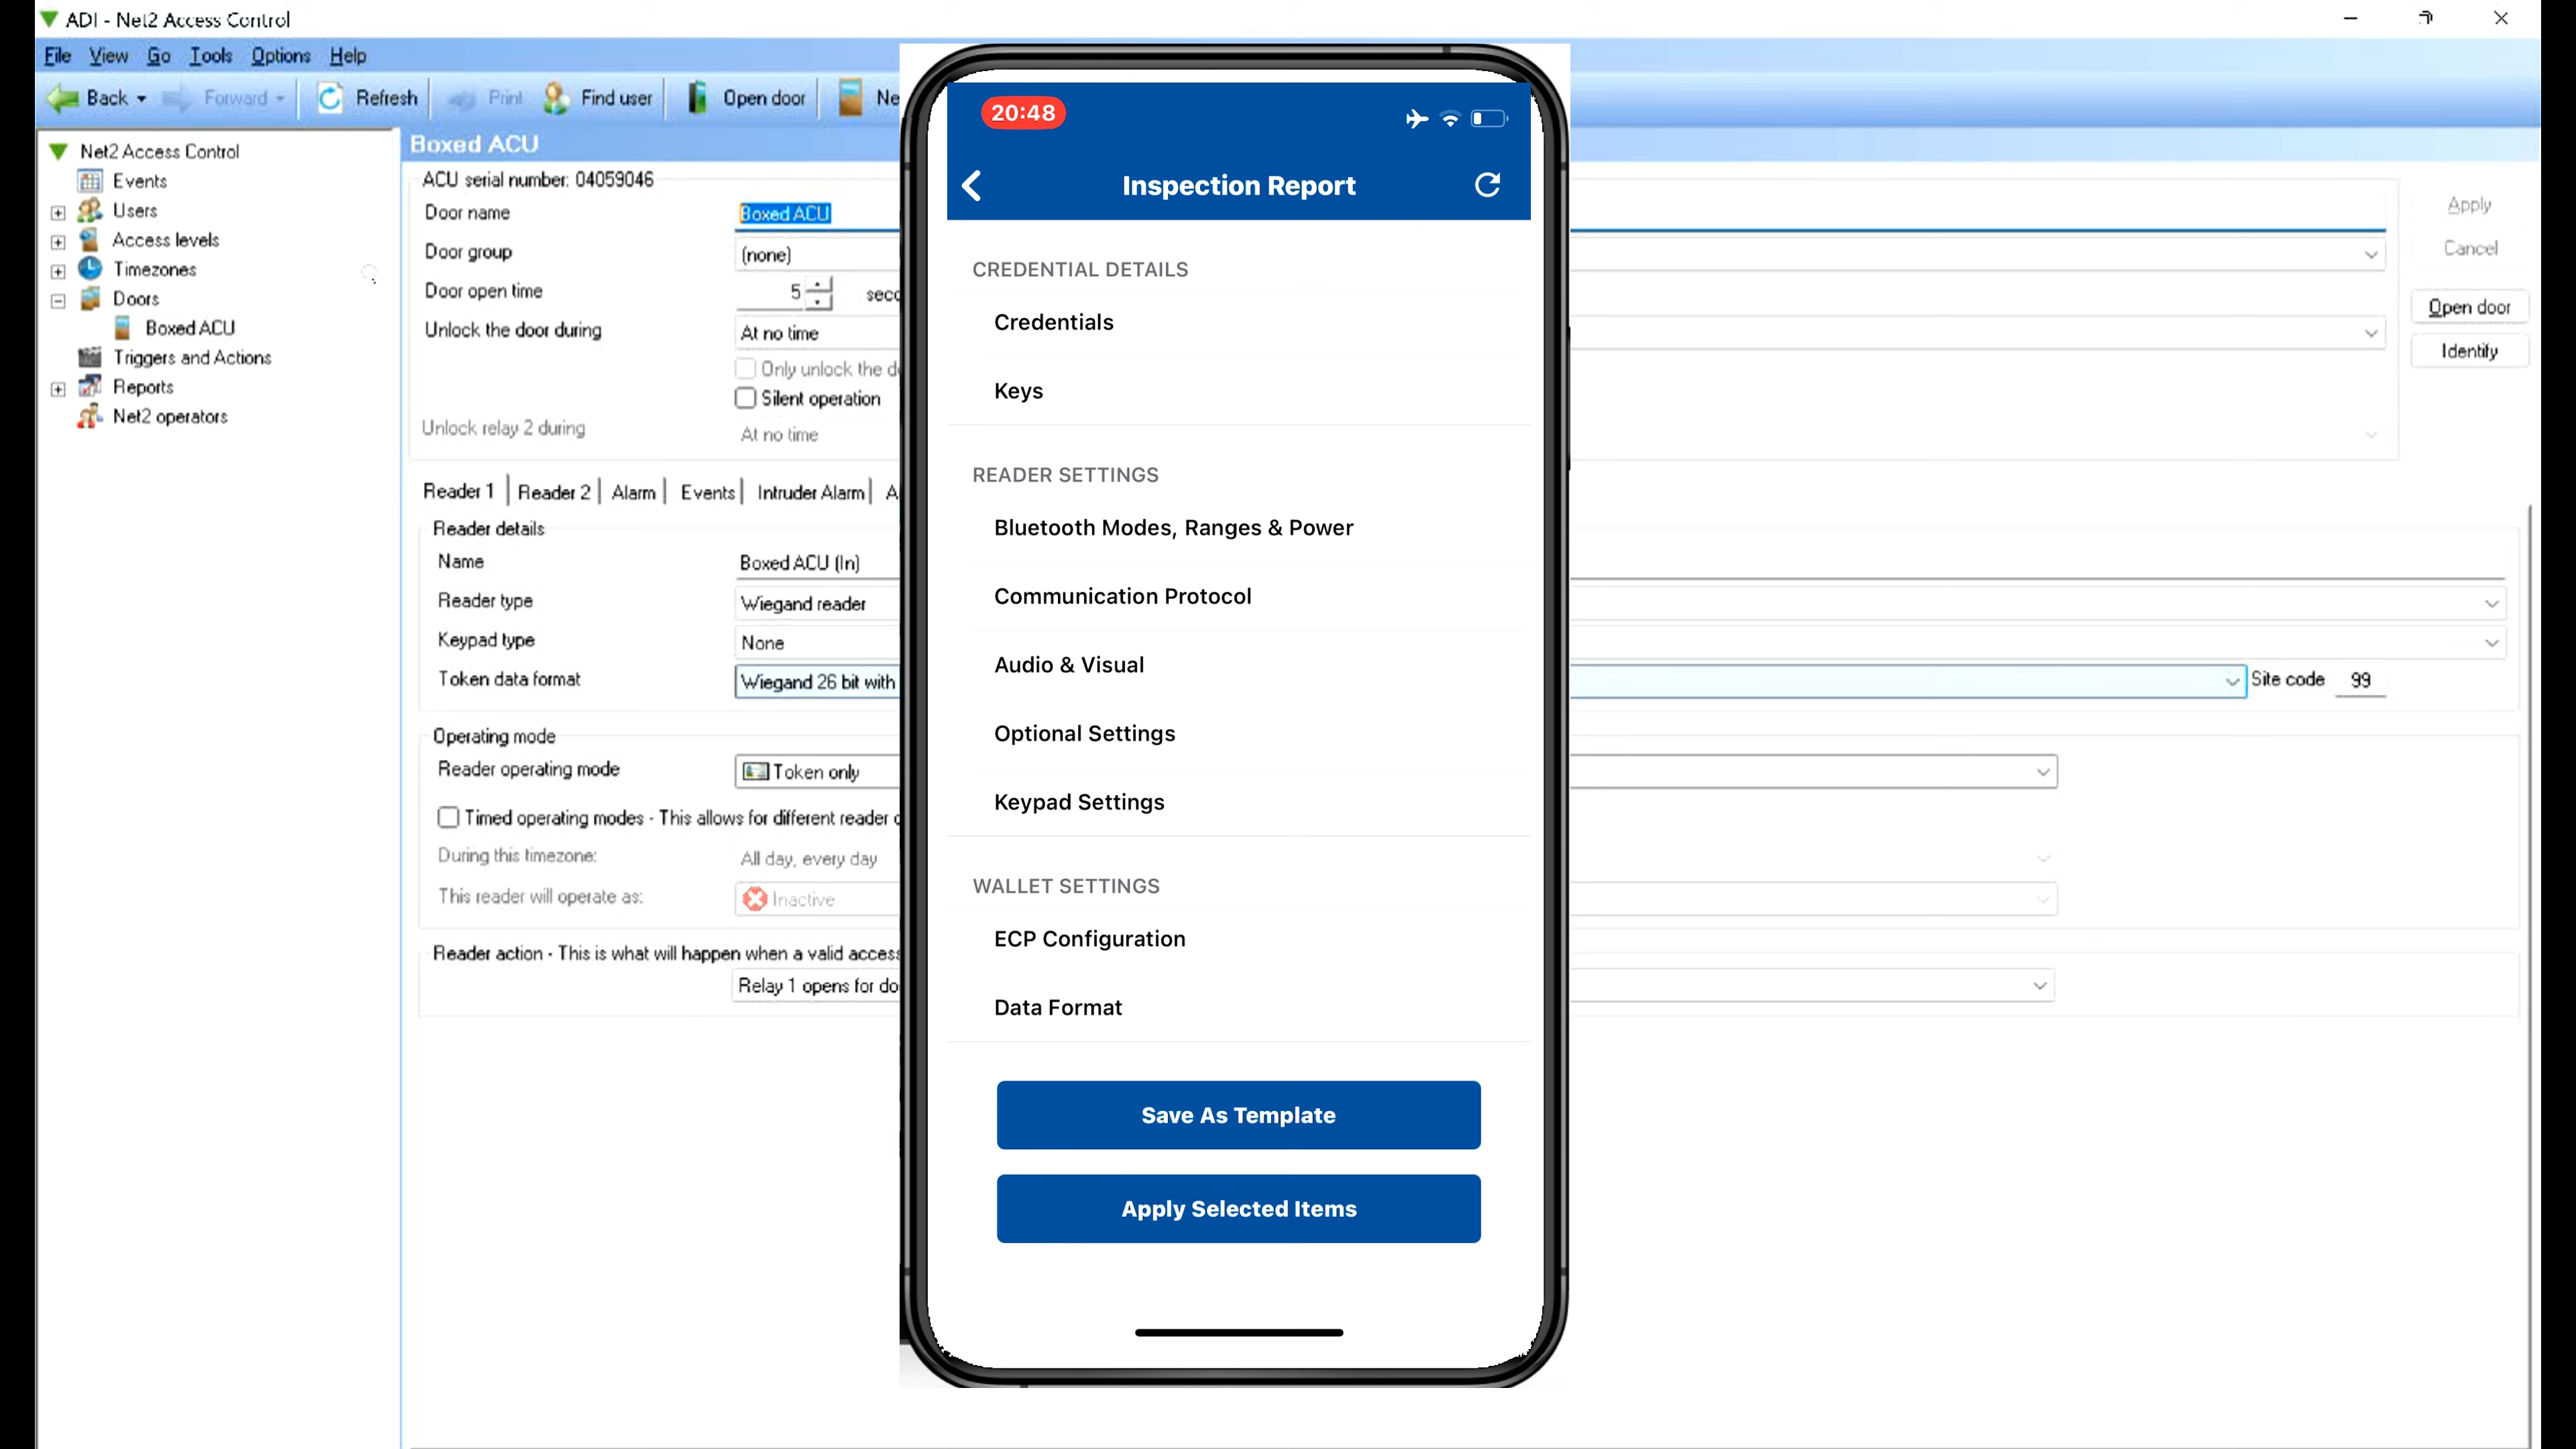 ADI - Net2 Access Control
File View Go Tools Options Help
Back Forward Refresh Print Find user Open door Ne
Net2 Access Control
Events
Users
Access levels
Timezones
Doors
Boxed ACU
Triggers and Actions
Reports
Net2 operators
Boxed ACU
ACU serial number: 04059046
Door name Boxed ACU
Door group (none)
Door open time 5 seco
Unlock the door during At no time
Only unlock the d
Silent operation
Unlock relay 2 during At no time
Reader 1 Reader 2 Alarm Events Intruder Alarm A
Reader details
Name Boxed ACU (In)
Reader type Wiegand reader
Keypad type None
Token data format Wiegand 26 bit with
Site code 99
Operating mode
Reader operating mode Token only
Timed operating modes - This allows for different reader
During this timezone: All day, every day
This reader will operate as: Inactive
Reader action - This is what will happen when a valid access
Relay 1 opens for do
Apply
Cancel
Open door
Identify
20:48
Inspection Report
CREDENTIAL DETAILS
Credentials
Keys
READER SETTINGS
Bluetooth Modes, Ranges & Power
Communication Protocol
Audio & Visual
Optional Settings
Keypad Settings
WALLET SETTINGS
ECP Configuration
Data Format
Save As Template
Apply Selected Items